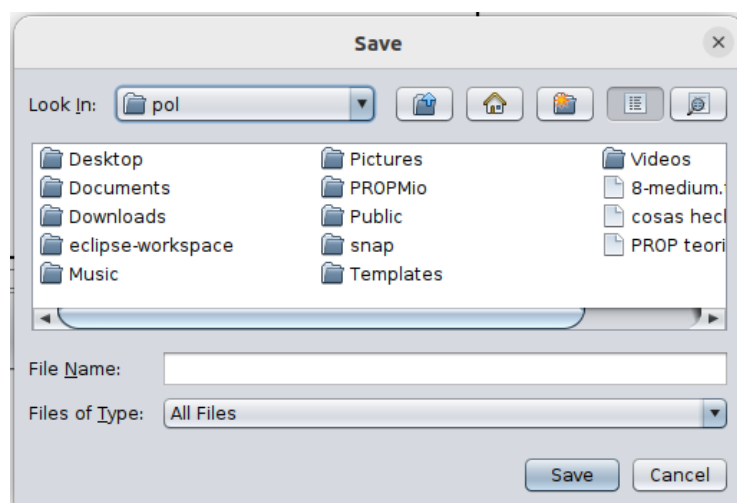 Save
Look In: pol
Desktop Pictures Videos
Documents PROPMio 8-medium.
Downloads Public cosas hecl
eclipse-workspace snap PROP teori
Music Templates
File Name:
Files of Type: All Files
Save Cancel